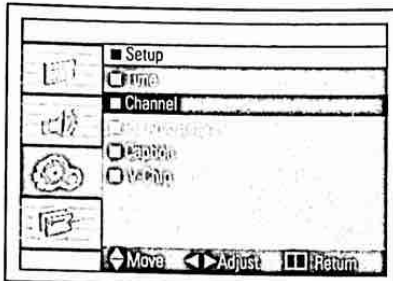 Setup
Time
Channel
Caption
V-Chip
Move Adjust Return